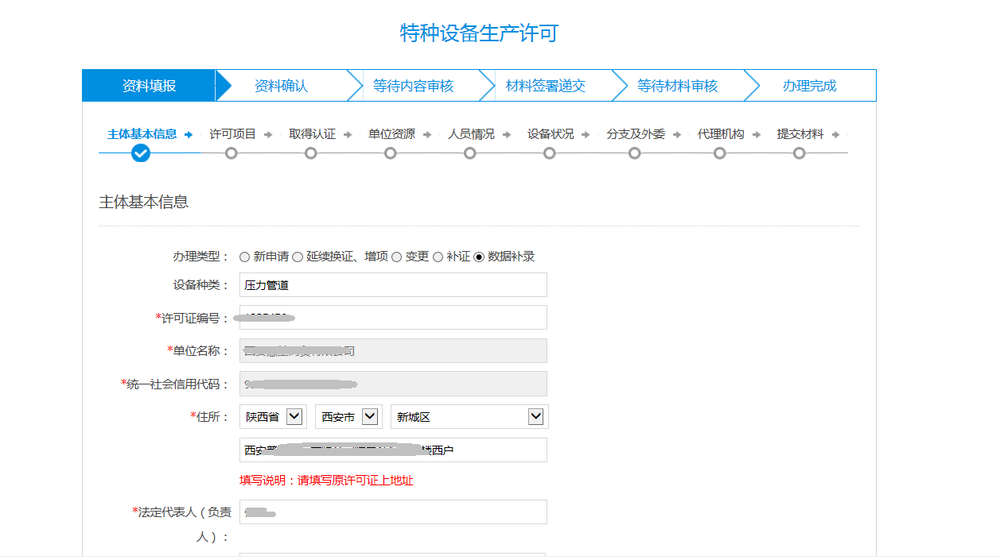 特种设备生产许可
资料填报 资料确认 等待内容审核 材料签署递交 等待材料审核 办理完成
主体基本信息 许可项目 取得认证 单位资源 人员情况 设备状况 分支及外委 代理机构 提交材料
主体基本信息
办理类型： 新申请 延续换证、增项 变更 补证 数据补录
设备种类： 压力管道
*许可证编号：
*单位名称： 公司
*统一社会信用代码： 9
*住所： 陕西省 西安市 新城区
西安 楼西户
填写说明：请填写原许可证上地址
*法定代表人（负责
人）：